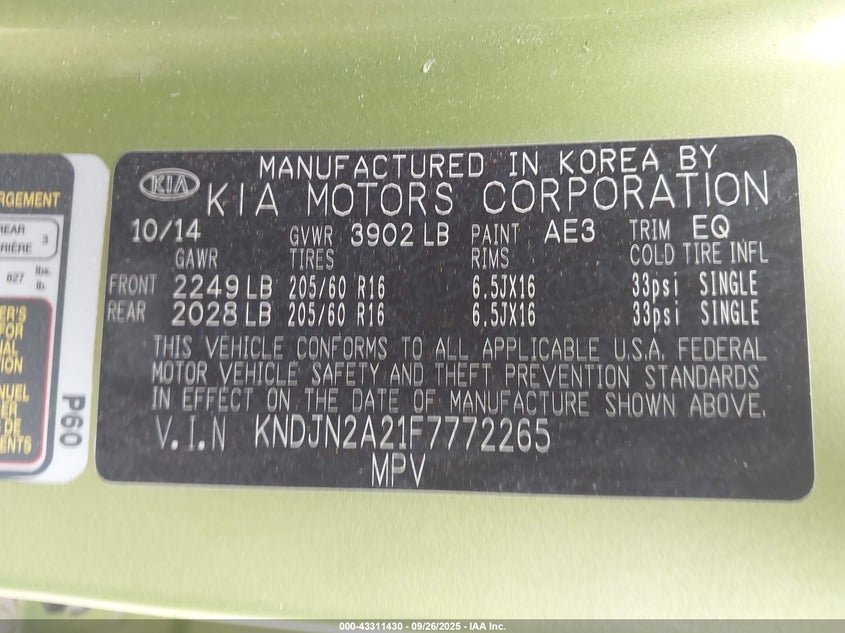 RGEMENT
REAR
3
827 lbs.
lb.
P60
KIA
MANUFACTURED IN KOREA BY
KIA MOTORS CORPORATION
10/14 GVWR 3902 LB PAINT AE3 TRIM EQ
GAWR TIRES RIMS COLD TIRE INFL
FRONT 2249 LB 205/60 R16 6.5JX16 33psi SINGLE
REAR 2028 LB 205/60 R16 6.5JX16 33psi SINGLE
THIS VEHICLE CONFORMS TO ALL APPLICABLE U.S.A. FEDERAL
MOTOR VEHICLE SAFETY AND THEFT PREVENTION STANDARDS
IN EFFECT ON THE DATE OF MANUFACTURE SHOWN ABOVE.
V.I.N KNDJN2A21F7772265
MPV
000-43311430 - 09/26/2025 - IAA Inc.